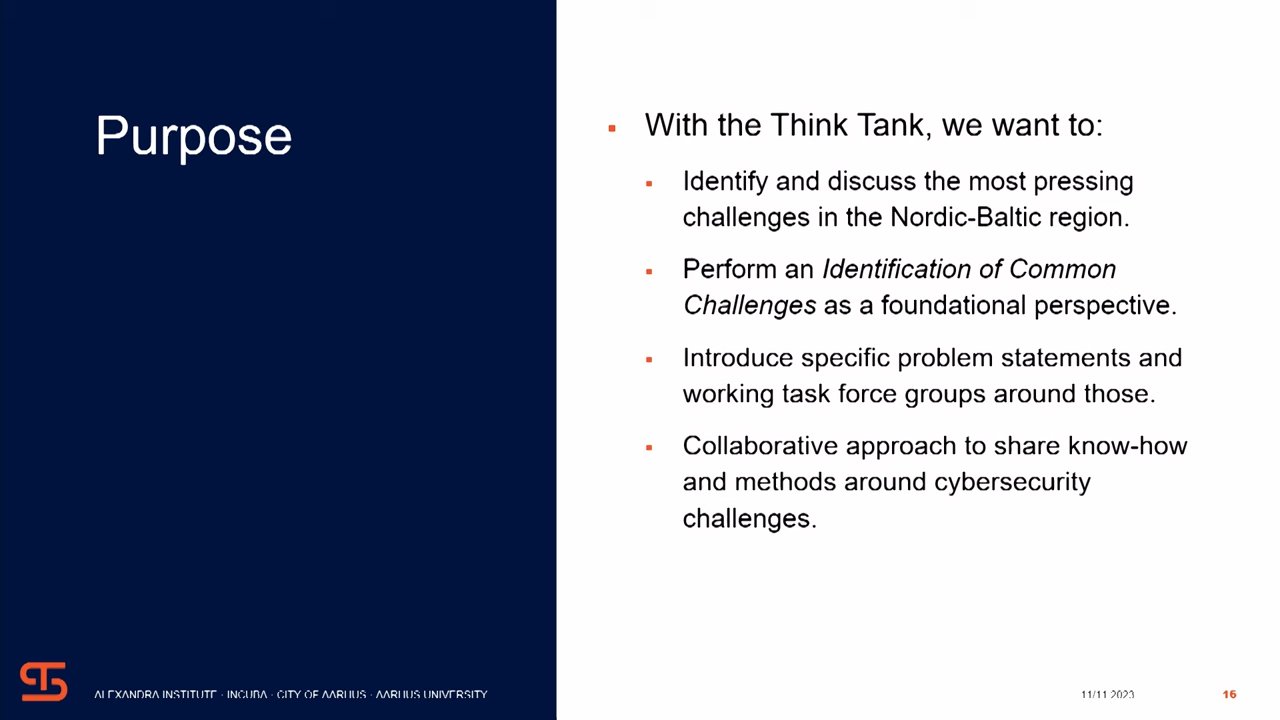 Purpose
With the Think Tank, we want to:
Identify and discuss the most pressing
challenges in the Nordic-Baltic region.
Perform an Identification of Common
Challenges as a foundational perspective.
Introduce specific problem statements and
working task force groups around those.
Collaborative approach to share know-how
and methods around cybersecurity
challenges.
ALEXANDRA INSTITUTE · INCUBA · CITY OF AARHUS · AARHUS UNIVERSITY
11/11 2023
16